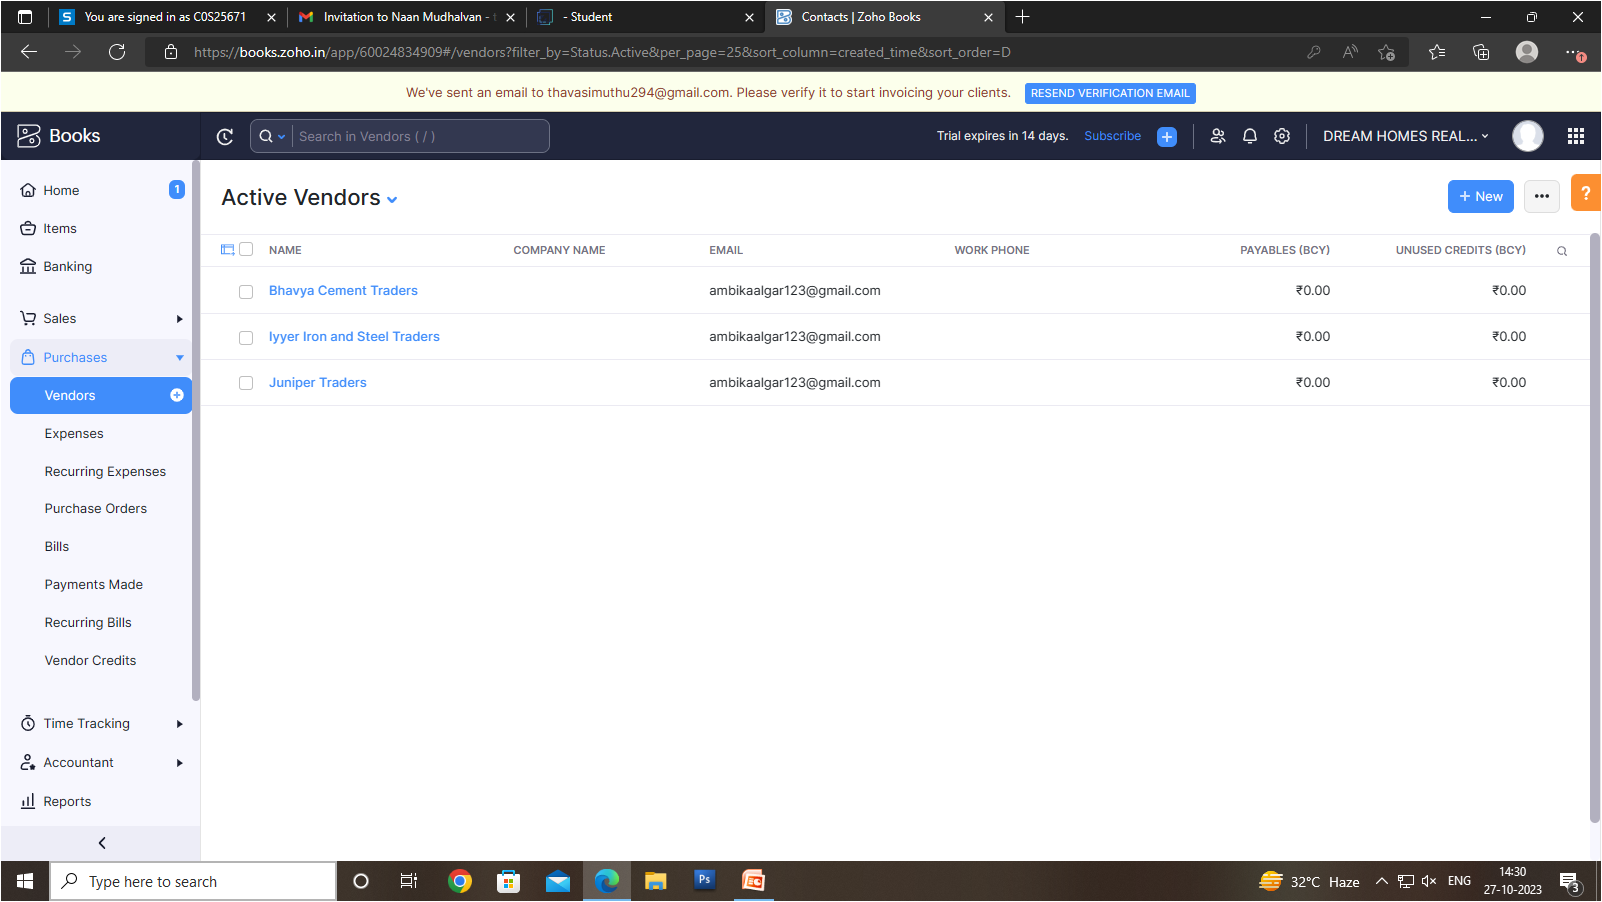 You are signed in as C0S25671
Invitation to Naan Mudhalvan -
- Student
Contacts | Zoho Books
https://books.zoho.in/app/60024834909#/vendors?filter_by=Status.Active&per_page=25&sort_column=created_time&sort_order=D
We've sent an email to thavasimuthu294@gmail.com. Please verify it to start invoicing your clients. RESEND VERIFICATION EMAIL
Books
Search in Vendors ( / )
Trial expires in 14 days. Subscribe
DREAM HOMES REAL...
Home 1
Items
Banking
Sales
Purchases
Vendors
Expenses
Recurring Expenses
Purchase Orders
Bills
Payments Made
Recurring Bills
Vendor Credits
Time Tracking
Accountant
Reports
Active Vendors
+ New
?
NAME COMPANY NAME EMAIL WORK PHONE PAYABLES (BCY) UNUSED CREDITS (BCY)
Bhavya Cement Traders ambikaalgar123@gmail.com ₹0.00 ₹0.00
Iyyer Iron and Steel Traders ambikaalgar123@gmail.com ₹0.00 ₹0.00
Juniper Traders ambikaalgar123@gmail.com ₹0.00 ₹0.00
Type here to search
Ps
32°C Haze
ENG
14:30
27-10-2023
3